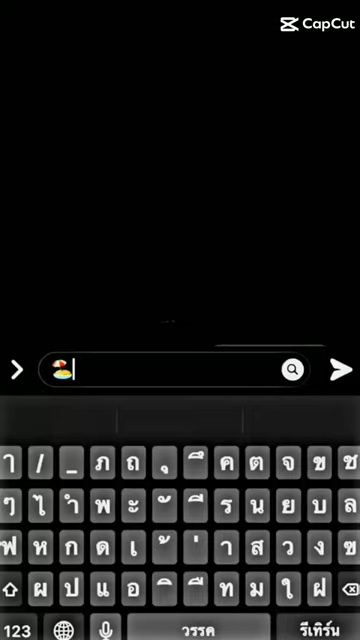 CapCut
🏖
ๅ / _ ภ ถ ุ ึ ค ต จ ข ช
ๆ ไ ำ พ ะ ั ี ร น ย บ ล
ฟ ห ก ด เ ้ ่ า ส ว ง ข
ผ ป แ อ ิ ื ท ม ใ ฝ
123 วรรค รีเทิร์น